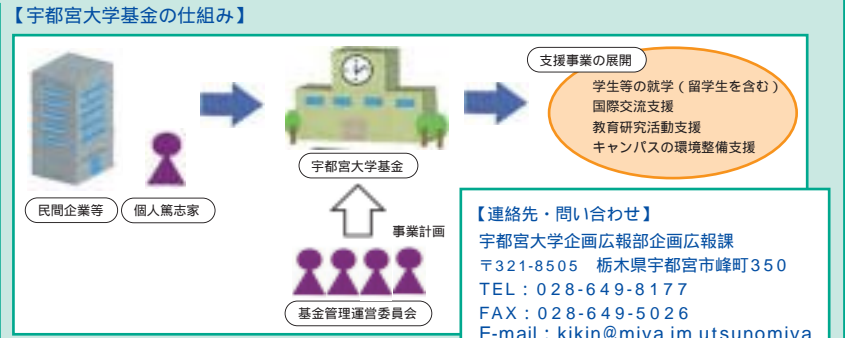 【宇都宮大学基金の仕組み】
支援事業の展開
学生等の就学（留学生を含む）
国際交流支援
教育研究活動支援
キャンパスの環境整備支援
宇都宮大学基金
民間企業等
個人篤志家
事業計画
基金管理運営委員会
【連絡先・問い合わせ】
宇都宮大学企画広報部企画広報課
〒321-8505 栃木県宇都宮市峰町350
TEL：028-649-8177
FAX：028-649-5026
E-mail：kikin@miya.jm.utsunomiya